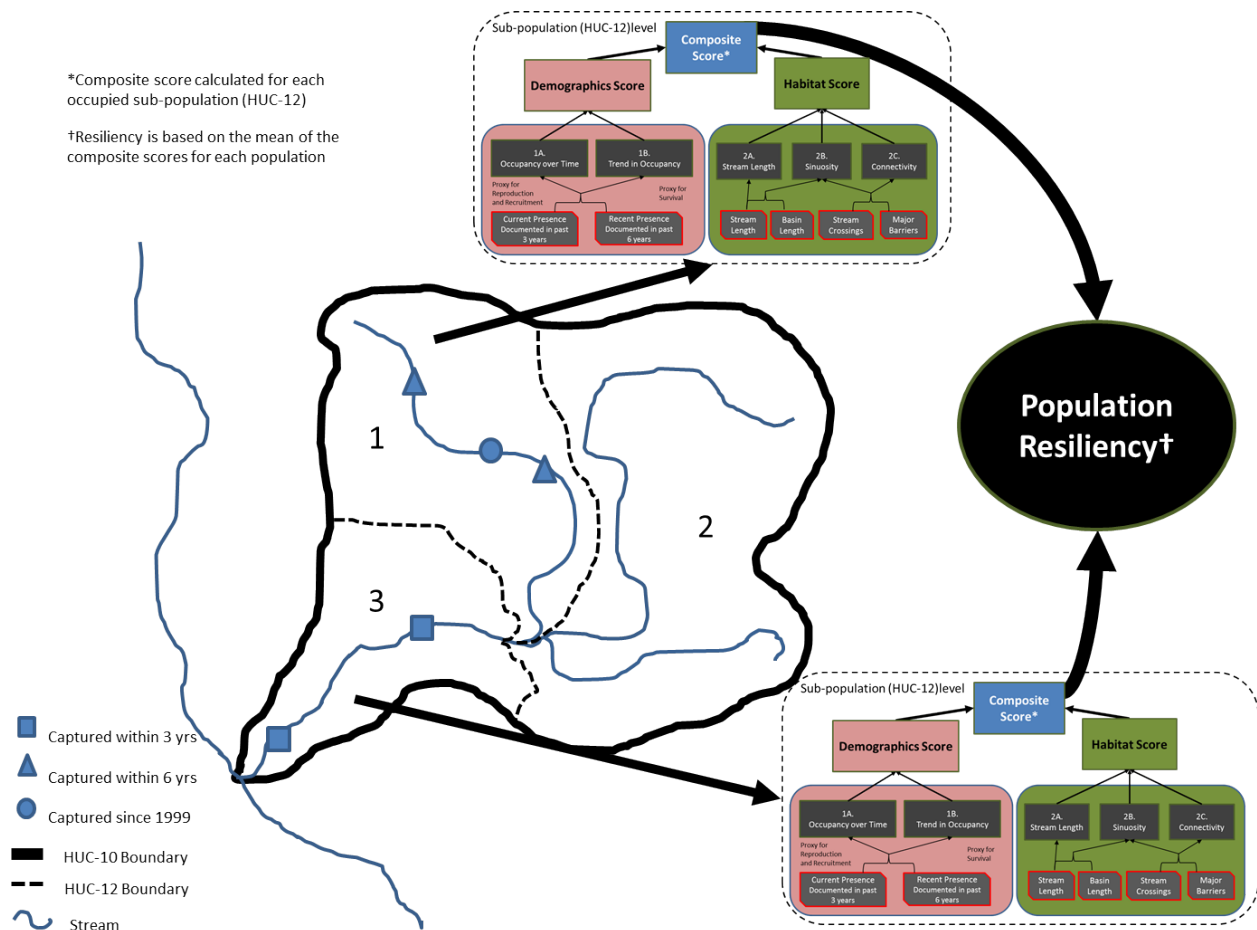 *Composite score calculated for each
occupied sub-population (HUC-12)
†Resiliency is based on the mean of the
composite scores for each population
Sub-population (HUC-12)level
Composite
Score*
Demographics Score
Habitat Score
1A.
Occupancy over Time
1B.
Trend in Occupancy
2A.
Stream Length
2B.
Sinuosity
2C.
Connectivity
Proxy for
Reproduction
and Recruitment
Proxy for
Survival
Current Presence
Documented in past
3 years
Recent Presence
Documented in past
6 years
Stream
Length
Basin
Length
Stream
Crossings
Major
Barriers
Population
Resiliency†
1
2
3
Captured within 3 yrs
Captured within 6 yrs
Captured since 1999
HUC-10 Boundary
HUC-12 Boundary
Stream
Sub-population (HUC-12)level
Composite
Score*
Demographics Score
Habitat Score
1A.
Occupancy over Time
1B.
Trend in Occupancy
2A.
Stream Length
2B.
Sinuosity
2C.
Connectivity
Proxy for
Reproduction
and Recruitment
Proxy for
Survival
Current Presence
Documented in past
3 years
Recent Presence
Documented in past
6 years
Stream
Length
Basin
Length
Stream
Crossings
Major
Barriers